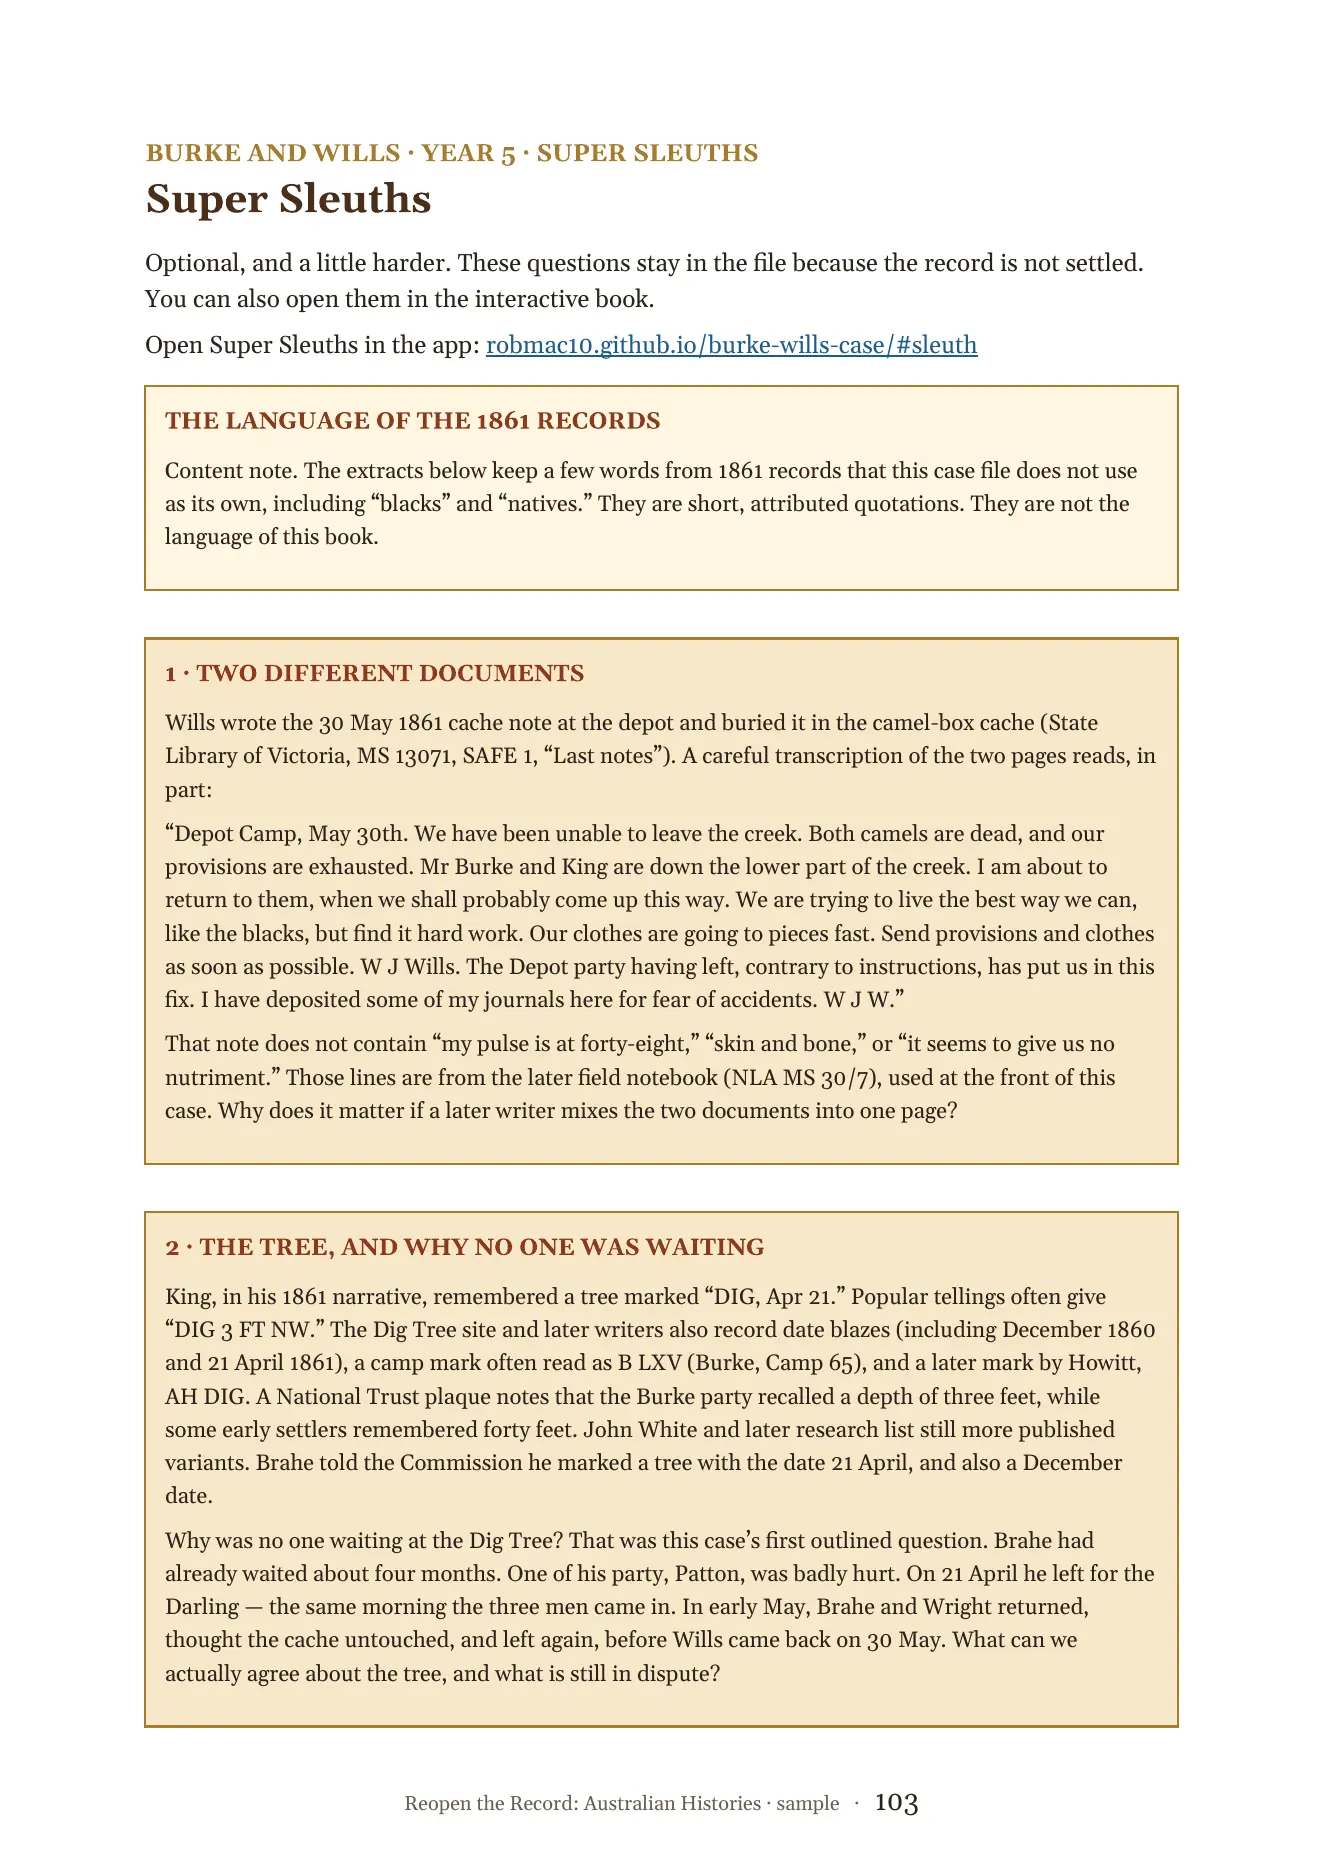 BURKE AND WILLS · YEAR 5 · SUPER SLEUTHS
Super Sleuths
Optional, and a little harder. These questions stay in the file because the record is not settled.
You can also open them in the interactive book.
Open Super Sleuths in the app: robmac10.github.io/burke-wills-case/#sleuth
THE LANGUAGE OF THE 1861 RECORDS
Content note. The extracts below keep a few words from 1861 records that this case file does not use
as its own, including “blacks” and “natives.” They are short, attributed quotations. They are not the
language of this book.
1 · TWO DIFFERENT DOCUMENTS
Wills wrote the 30 May 1861 cache note at the depot and buried it in the camel-box cache (State
Library of Victoria, MS 13071, SAFE 1, “Last notes”). A careful transcription of the two pages reads, in
part:
“Depot Camp, May 30th. We have been unable to leave the creek. Both camels are dead, and our
provisions are exhausted. Mr Burke and King are down the lower part of the creek. I am about to
return to them, when we shall probably come up this way. We are trying to live the best way we can,
like the blacks, but find it hard work. Our clothes are going to pieces fast. Send provisions and clothes
as soon as possible. W J Wills. The Depot party having left, contrary to instructions, has put us in this
fix. I have deposited some of my journals here for fear of accidents. W J W.”
That note does not contain “my pulse is at forty-eight,” “skin and bone,” or “it seems to give us no
nutriment.” Those lines are from the later field notebook (NLA MS 30/7), used at the front of this
case. Why does it matter if a later writer mixes the two documents into one page?
2 · THE TREE, AND WHY NO ONE WAS WAITING
King, in his 1861 narrative, remembered a tree marked “DIG, Apr 21.” Popular tellings often give
“DIG 3 FT NW.” The Dig Tree site and later writers also record date blazes (including December 1860
and 21 April 1861), a camp mark often read as B LXV (Burke, Camp 65), and a later mark by Howitt,
AH DIG. A National Trust plaque notes that the Burke party recalled a depth of three feet, while
some early settlers remembered forty feet. John White and later research list still more published
variants. Brahe told the Commission he marked a tree with the date 21 April, and also a December
date.
Why was no one waiting at the Dig Tree? That was this case’s first outlined question. Brahe had
already waited about four months. One of his party, Patton, was badly hurt. On 21 April he left for the
Darling — the same morning the three men came in. In early May, Brahe and Wright returned,
thought the cache untouched, and left again, before Wills came back on 30 May. What can we
actually agree about the tree, and what is still in dispute?
Reopen the Record: Australian Histories · sample · 103